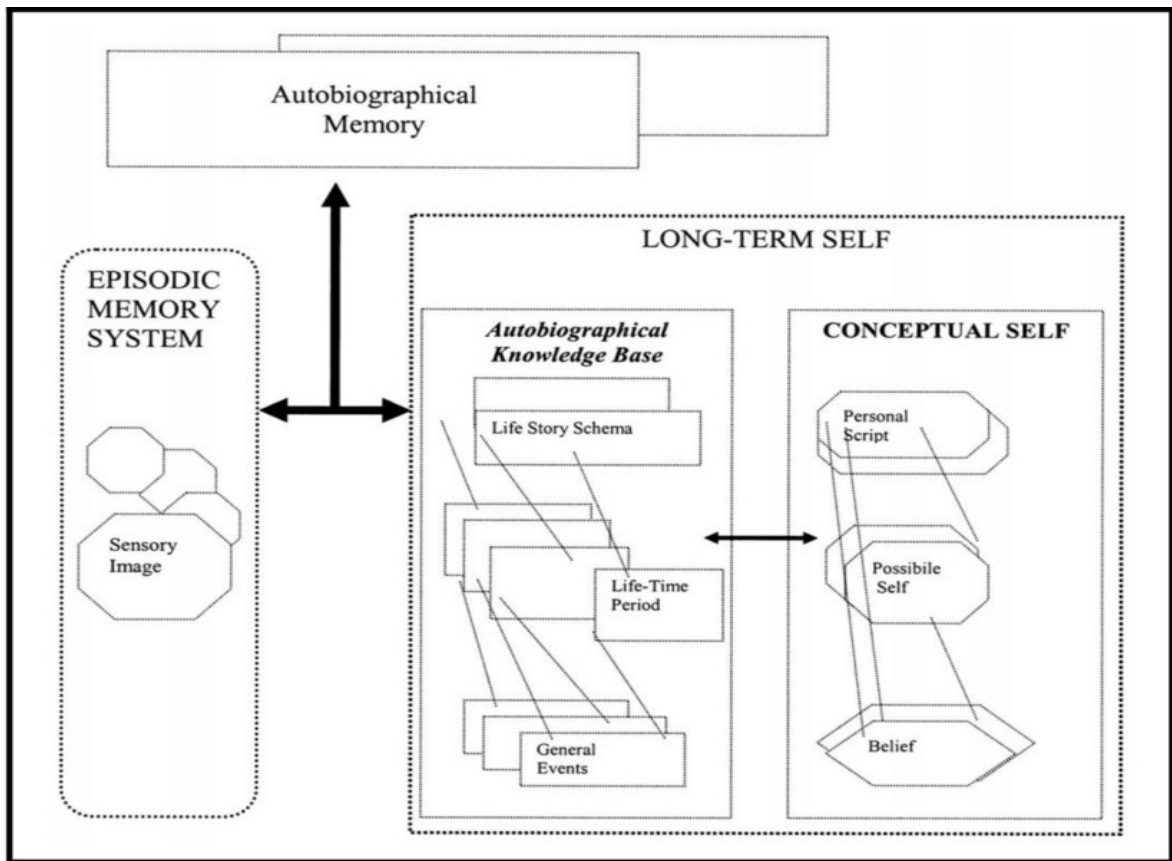 Autobiographical
Memory
LONG-TERM SELF
EPISODIC
MEMORY
SYSTEM
Sensory
Image
Autobiographical
Knowledge Base
Life Story Schema
Life-Time
Period
General
Events
CONCEPTUAL SELF
Personal
Script
Possibile
Self
Belief